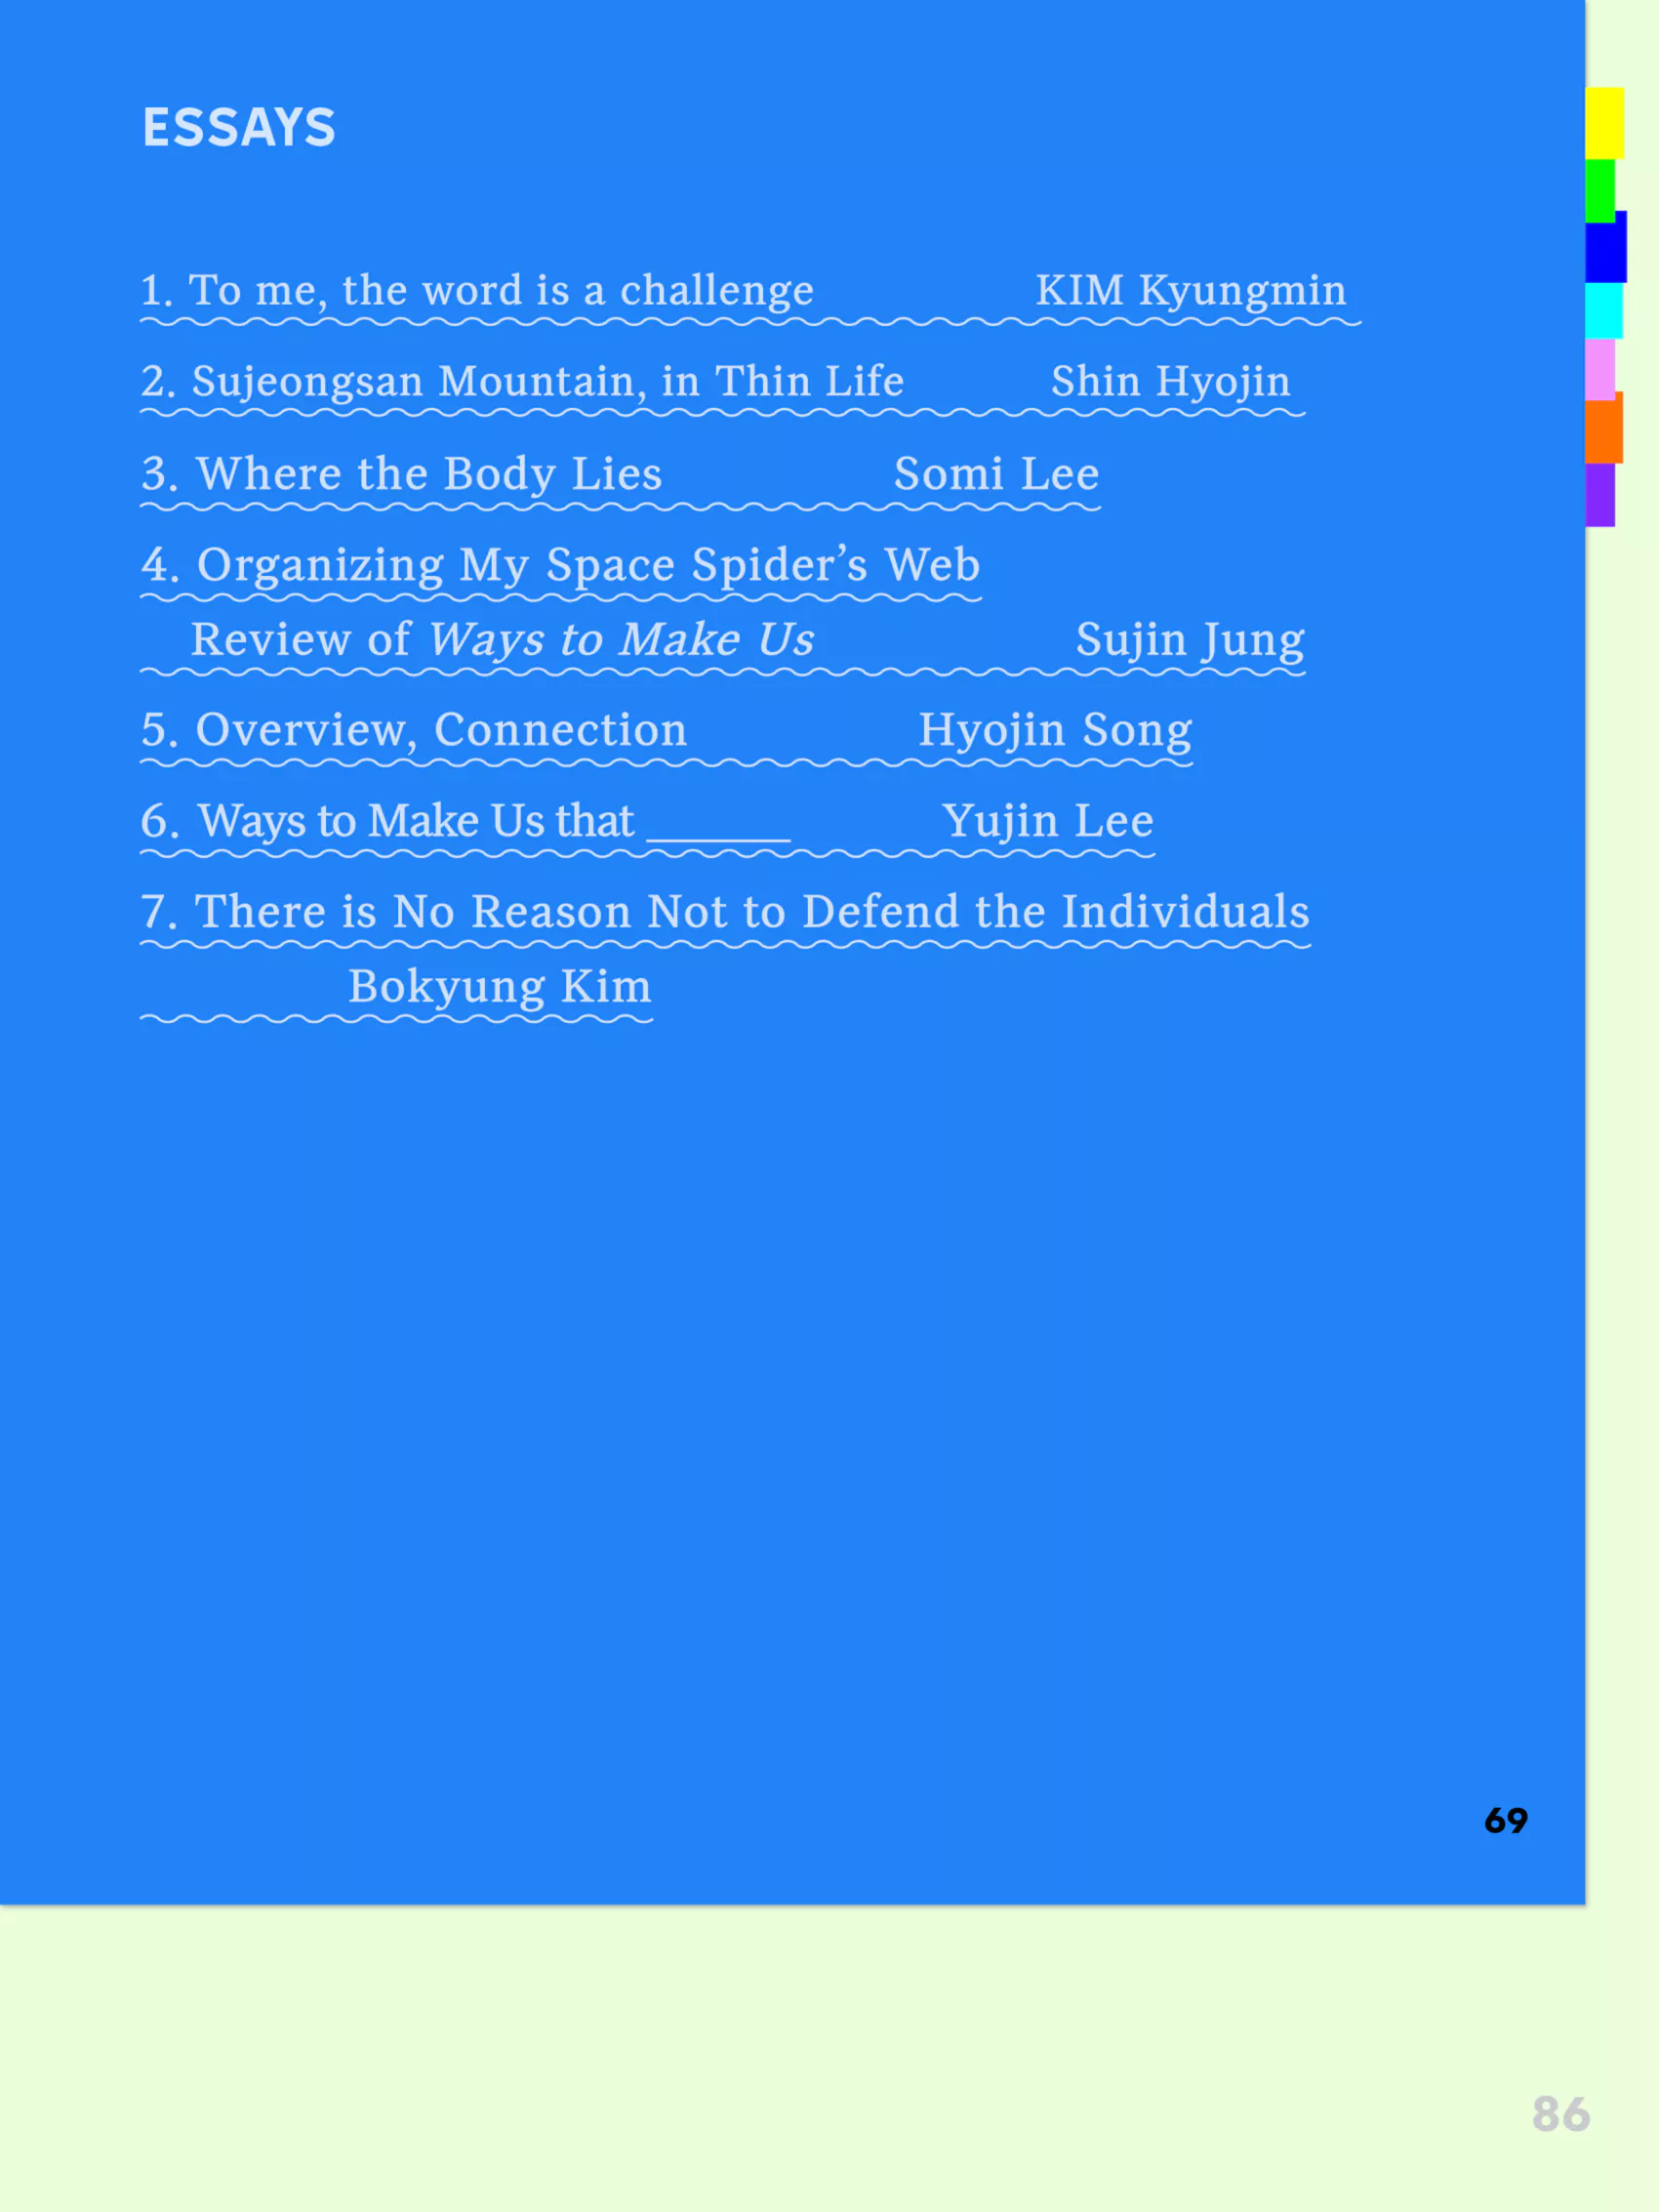 ESSAYS
1. To me, the word is a challenge KIM Kyungmin
2. Sujeongsan Mountain, in Thin Life Shin Hyojin
3. Where the Body Lies Somi Lee
4. Organizing My Space Spider’s Web
Review of Ways to Make Us Sujin Jung
5. Overview, Connection Hyojin Song
6. Ways to Make Us that ______ Yujin Lee
7. There is No Reason Not to Defend the Individuals
Bokyung Kim
69
86